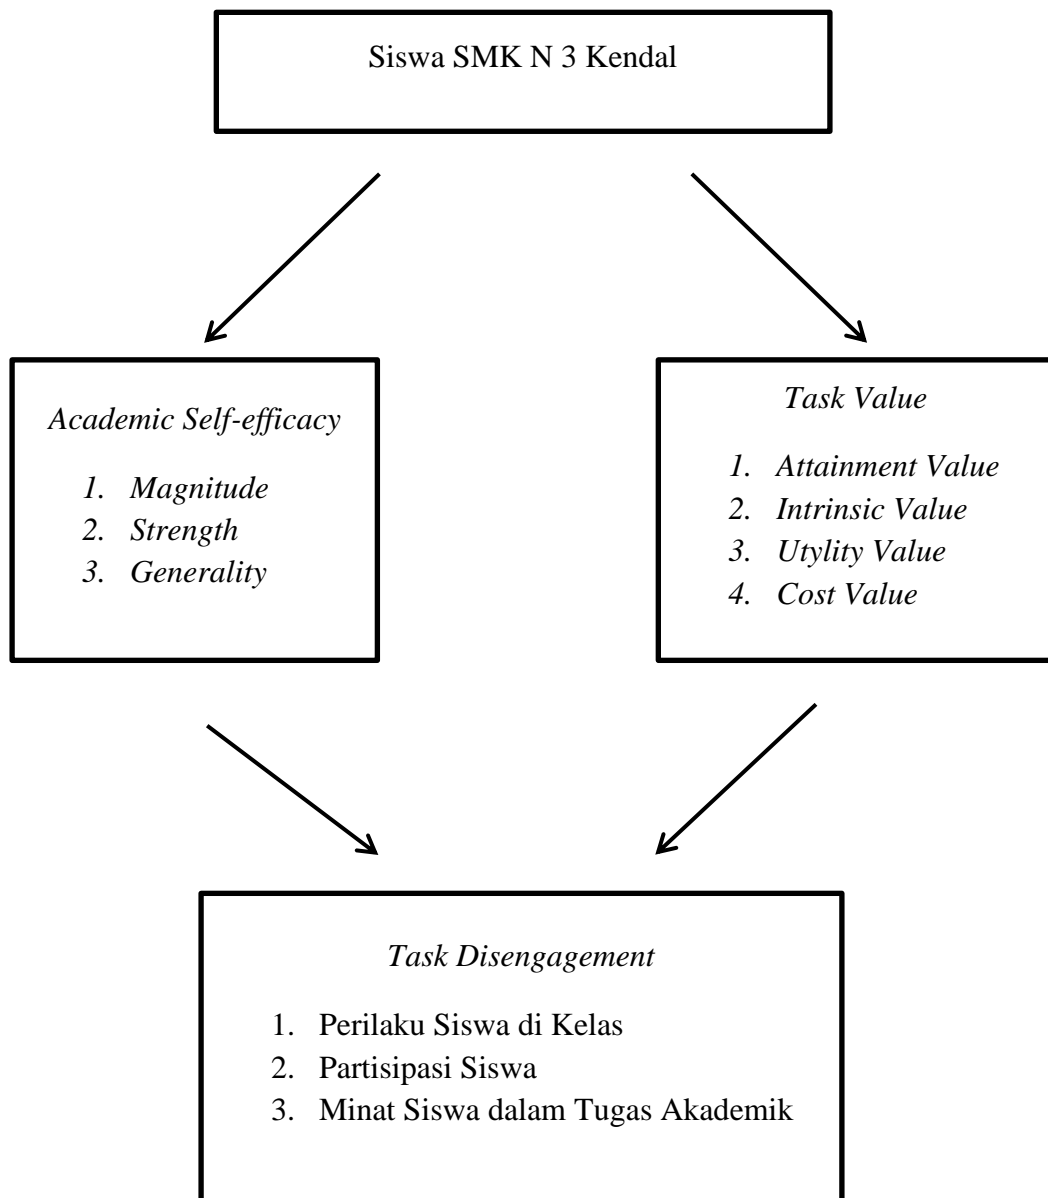 Siswa SMK N 3 Kendal
Academic Self-efficacy
1. Magnitude
2. Strength
3. Generality
Task Value
1. Attainment Value
2. Intrinsic Value
3. Utylity Value
4. Cost Value
Task Disengagement
1. Perilaku Siswa di Kelas
2. Partisipasi Siswa
3. Minat Siswa dalam Tugas Akademik